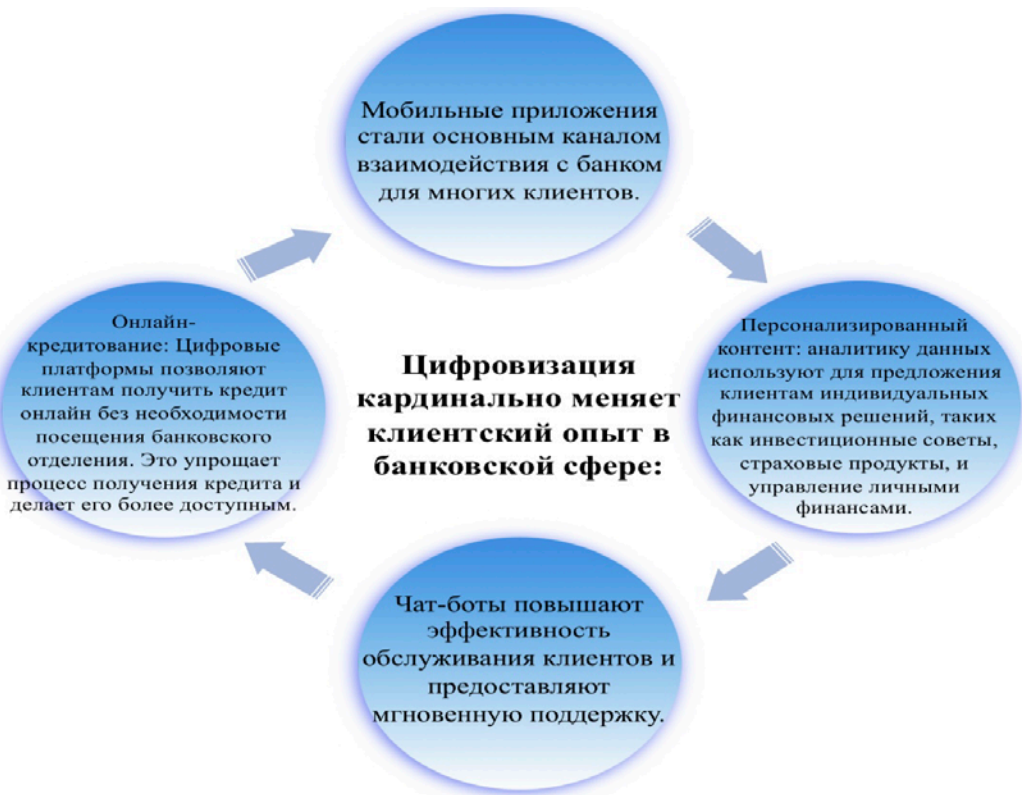 Мобильные приложения
стали основным каналом
взаимодействия с банком
для многих клиентов.
Онлайн-
кредитование: Цифровые
платформы позволяют
клиентам получить кредит
онлайн без необходимости
посещения банковского
отделения. Это упрощает
процесс получения кредита и
делает его более доступным.
Цифровизация
кардинально меняет
клиентский опыт в
банковской сфере:
Персонализированный
контент: аналитику данных
используют для предложения
клиентам индивидуальных
финансовых решений, таких
как инвестиционные советы,
страховые продукты, и
управление личными
финансами.
Чат-боты повышают
эффективность
обслуживания клиентов и
предоставляют
мгновенную поддержку.